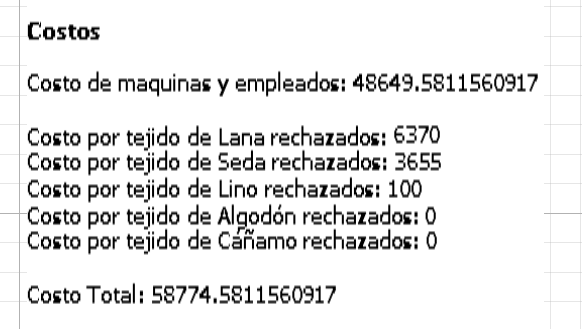 Costos
Costo de maquinas y empleados: 48649.5811560917
Costo por tejido de Lana rechazados: 6370
Costo por tejido de Seda rechazados: 3655
Costo por tejido de Lino rechazados: 100
Costo por tejido de Algodón rechazados: 0
Costo por tejido de Cáñamo rechazados: 0
Costo Total: 58774.5811560917